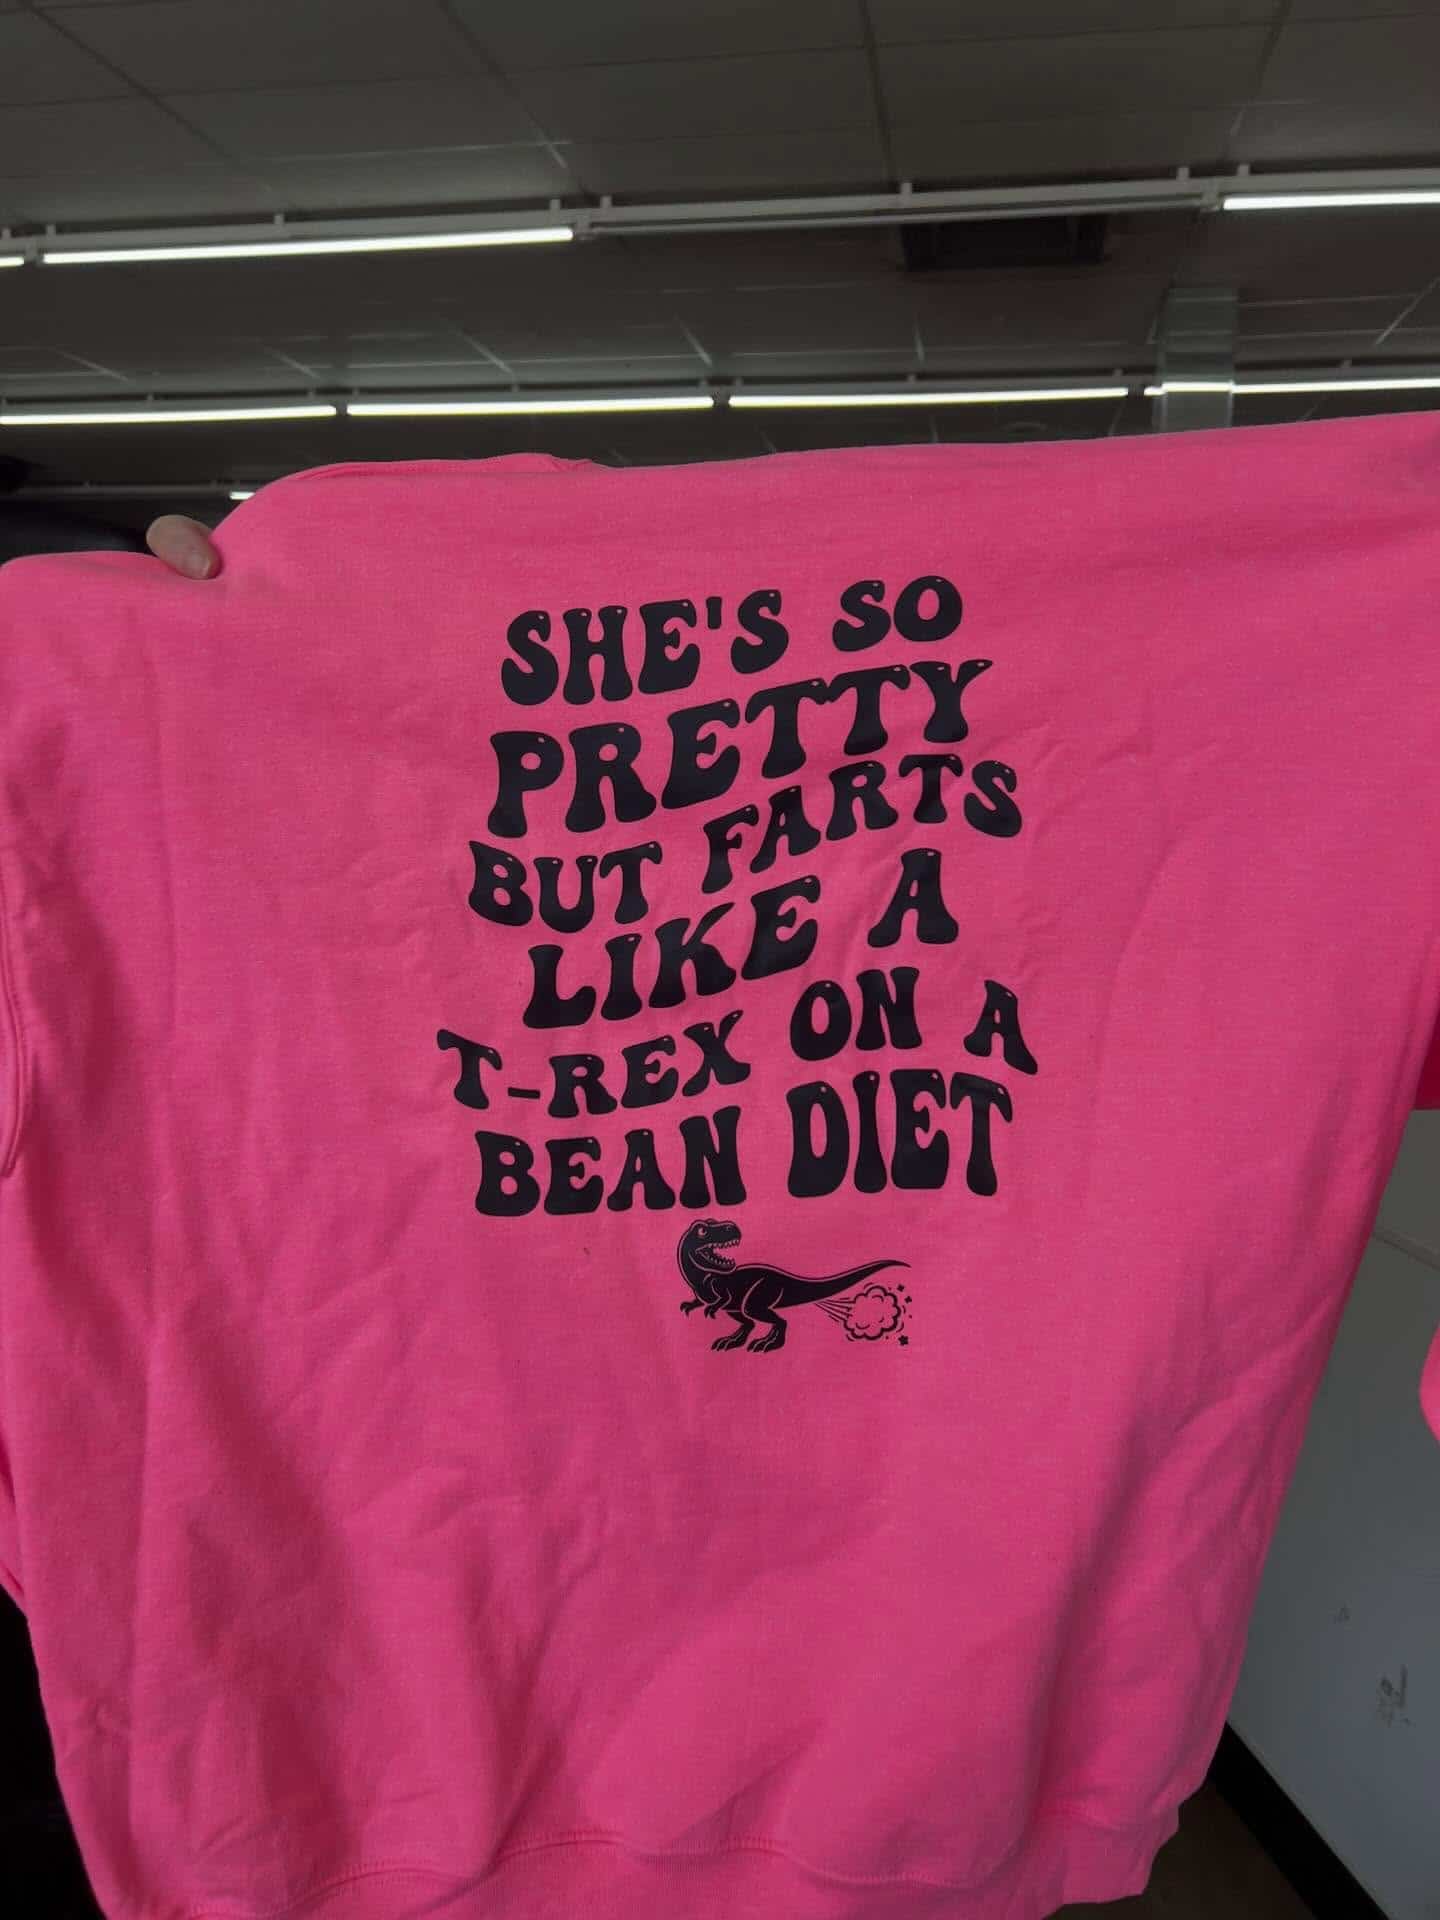 SHE'S SO
PRETTY
BUT FARTS
LIKE A
T-REX ON A
BEAN DIET